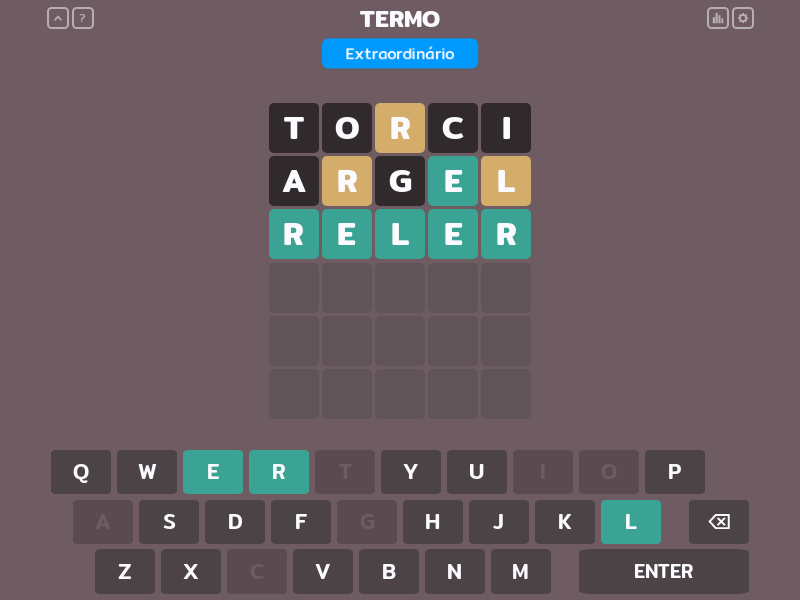 ?
TERMO
Extraordinário
T O R C I
A R G E L
R E L E R
Q W E R T Y U I O P
A S D F G H J K L
Z X C V B N M ENTER